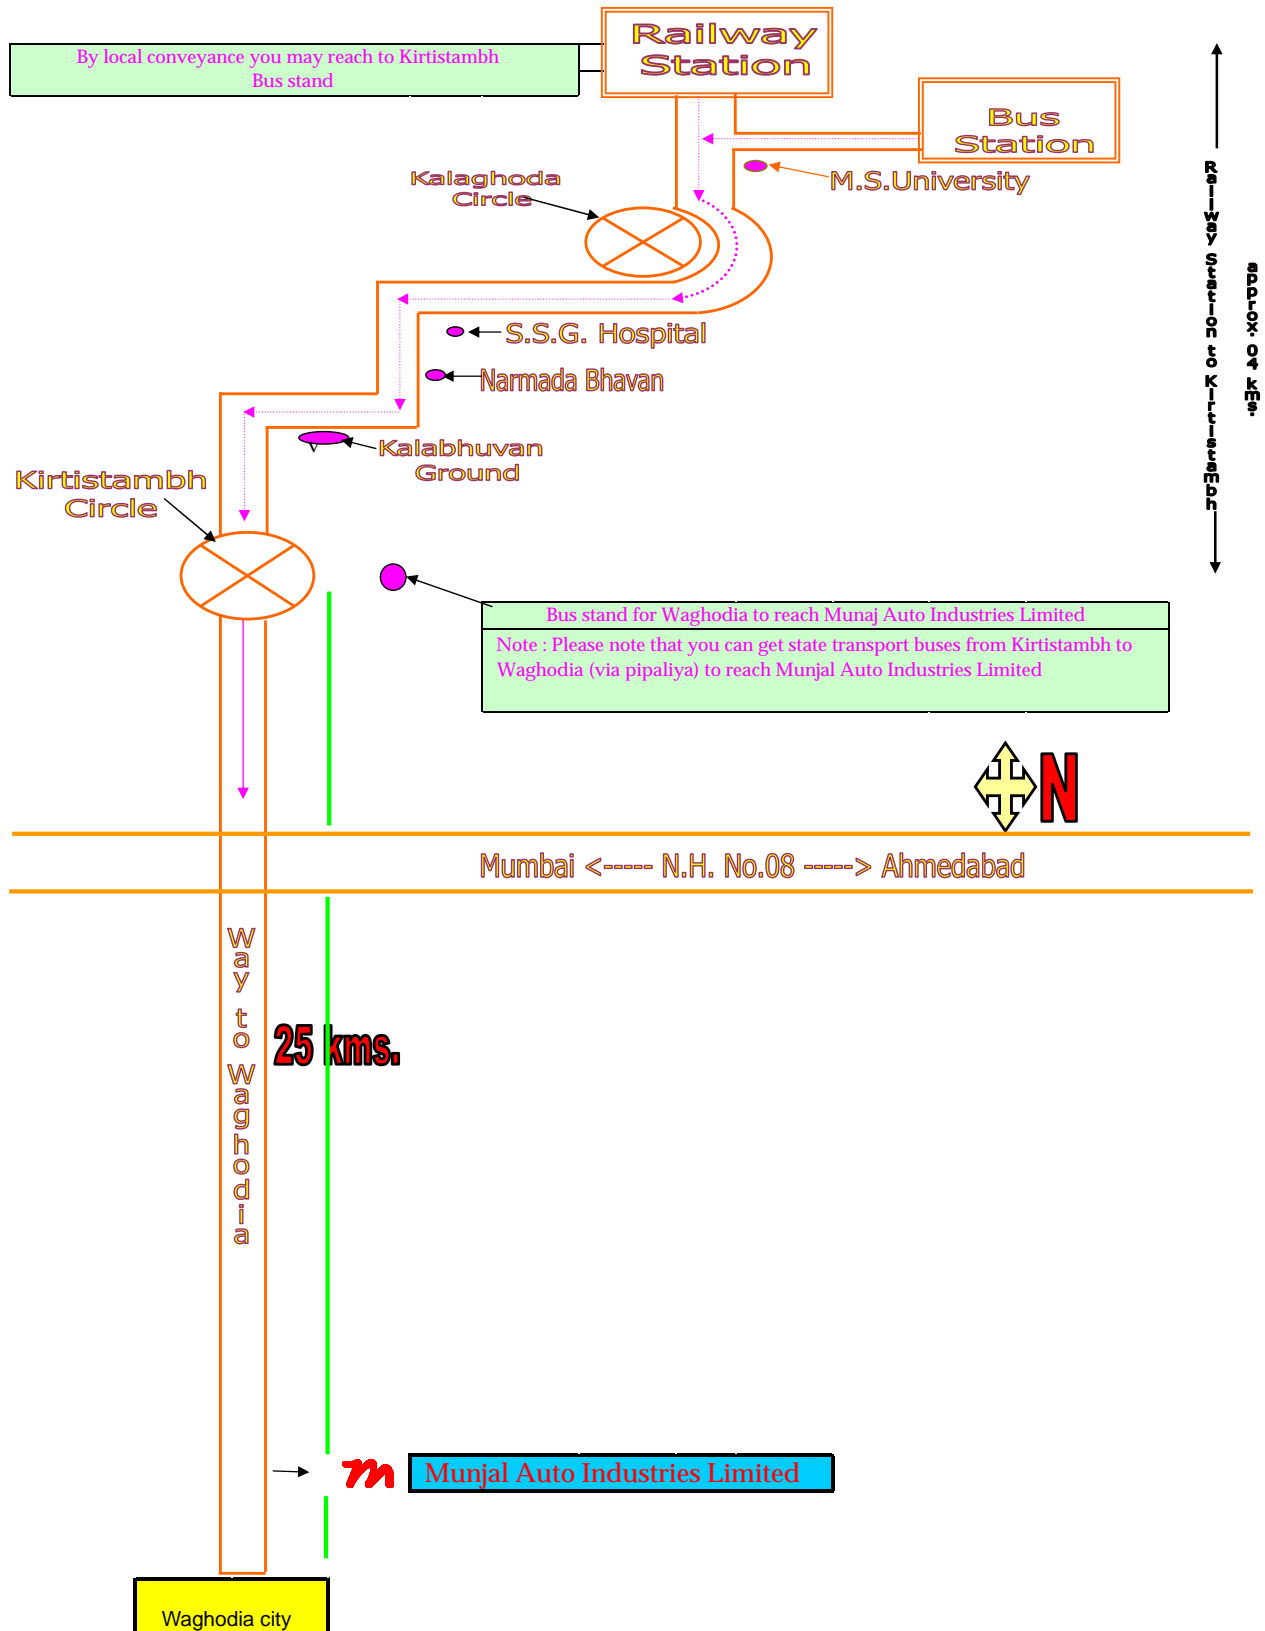 Railway
Station
By local conveyance you may reach to Kirtistambh
Bus stand
Bus
Station
M.S.University
Kalaghoda
Circle
Railway Station to Kirtistambh
approx. 04 kms.
S.S.G. Hospital
Narmada Bhavan
Kalabhuvan
Ground
Kirtistambh
Circle
Bus stand for Waghodia to reach Munaj Auto Industries Limited
Note : Please note that you can get state transport buses from Kirtistambh to
Waghodia (via pipaliya) to reach Munjal Auto Industries Limited
N
Mumbai <----- N.H. No.08 -----> Ahmedabad
Way to Waghodia
25 kms.
m
Munjal Auto Industries Limited
Waghodia city